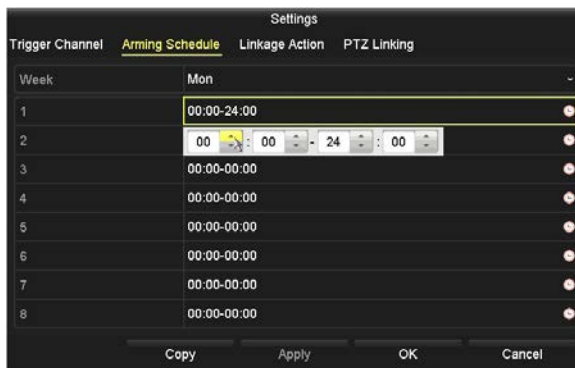 Settings
Trigger Channel Arming Schedule Linkage Action PTZ Linking
Week Mon
1 00:00-24:00
2 00 : 00 - 24 : 00
3 00:00-00:00
4 00:00-00:00
5 00:00-00:00
6 00:00-00:00
7 00:00-00:00
8 00:00-00:00
Copy Apply OK Cancel